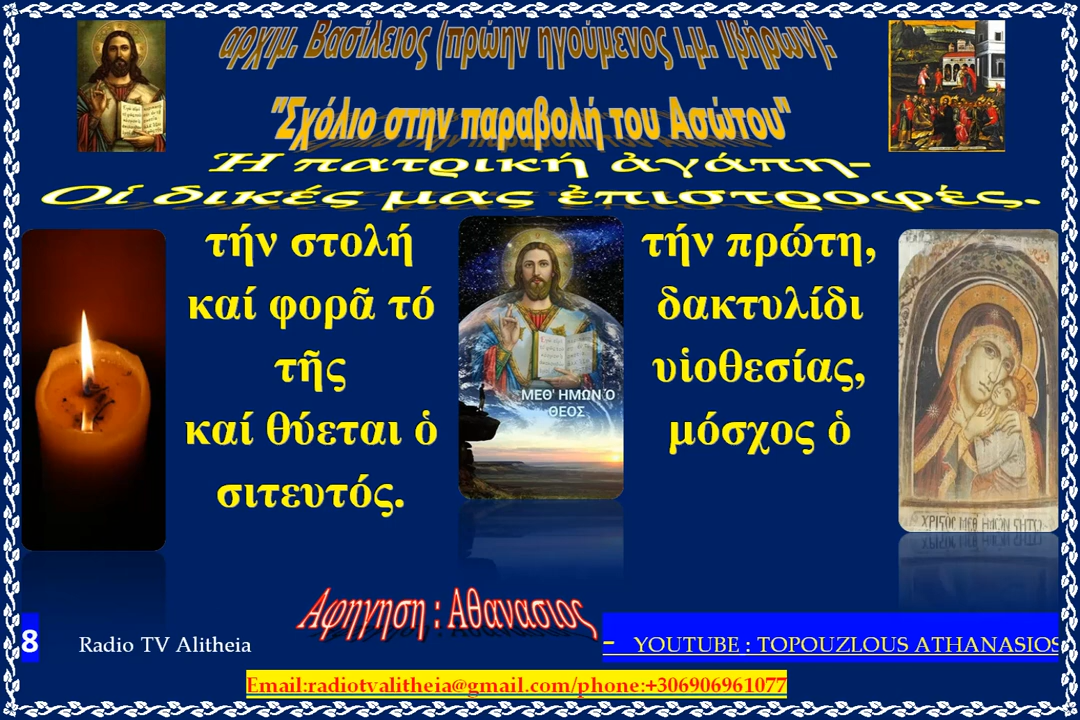 αρχιμ. Βασίλειος (πρώην ηγούμενος ι.μ. Ιβήρων):
"Σχόλιο στην παραβολή του Ασώτου"
Ἡ πατρική ἀγάπη-
Οἱ δικές μας ἐπιστροφές.
τήν στολή τήν πρώτη,
καί φορᾶ τό δακτυλίδι
τῆς υἱοθεσίας,
καί θύεται ὁ μόσχος ὁ
σιτευτός.
ΜΕΘ' ΗΜΩΝ Ὁ
ΘΕΟΣ
Αφηγηση : Αθανασιος
8 Radio TV Alitheia - YOUTUBE : TOPOUZLOUS ATHANASIOS
Email:radiotvalitheia@gmail.com/phone:+306906961077